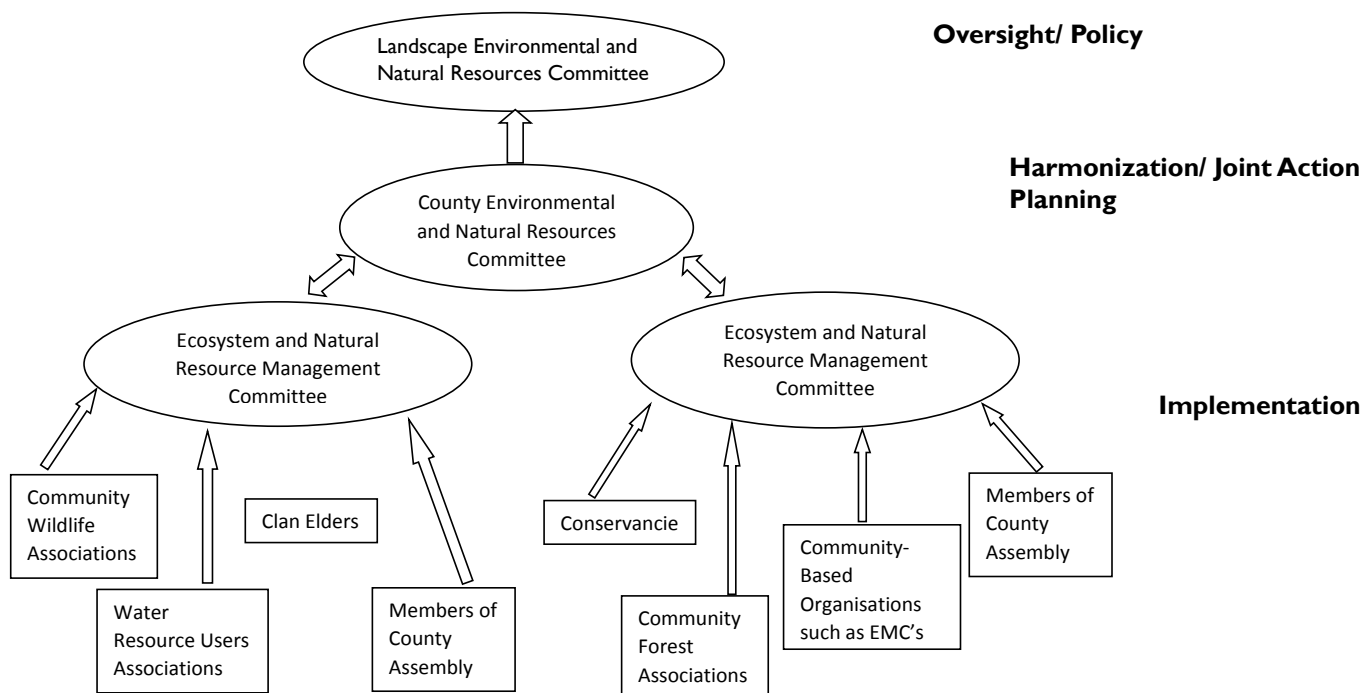 Landscape Environmental and
Natural Resources Committee
Oversight/ Policy
Harmonization/ Joint Action
Planning
County Environmental
and Natural Resources
Committee
Ecosystem and Natural
Resource Management
Committee
Ecosystem and Natural
Resource Management
Committee
Implementation
Community
Wildlife
Associations
Clan Elders
Conservancie
Members of
County
Assembly
Water
Resource Users
Associations
Members of
County
Assembly
Community
Forest
Associations
Community-
Based
Organisations
such as EMC's